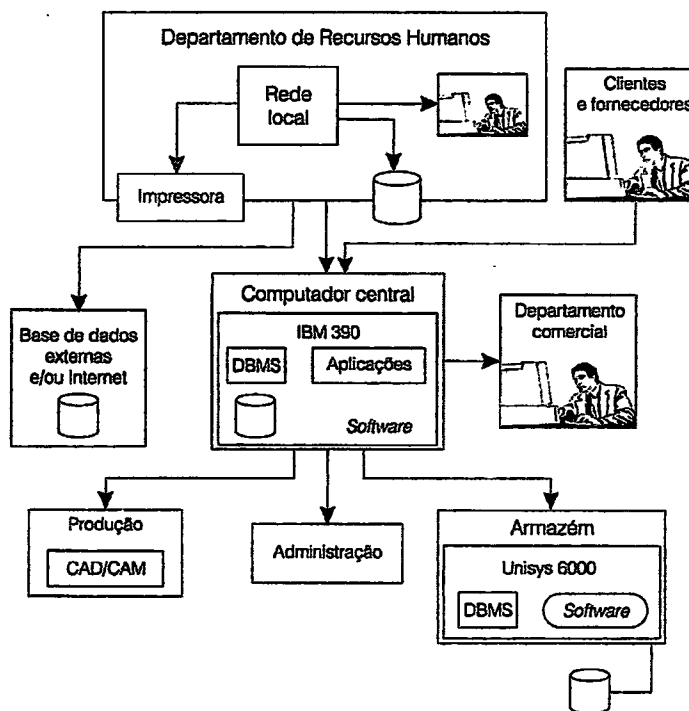 Departamento de Recursos Humanos
Rede
local
Clientes
e fornecedores
Impressora
Computador central
IBM 390
DBMS
Aplicações
Software
Base de dados
externas
e/ou Internet
Departamento
comercial
Produção
CAD/CAM
Administração
Armazém
Unisys 6000
DBMS
Software